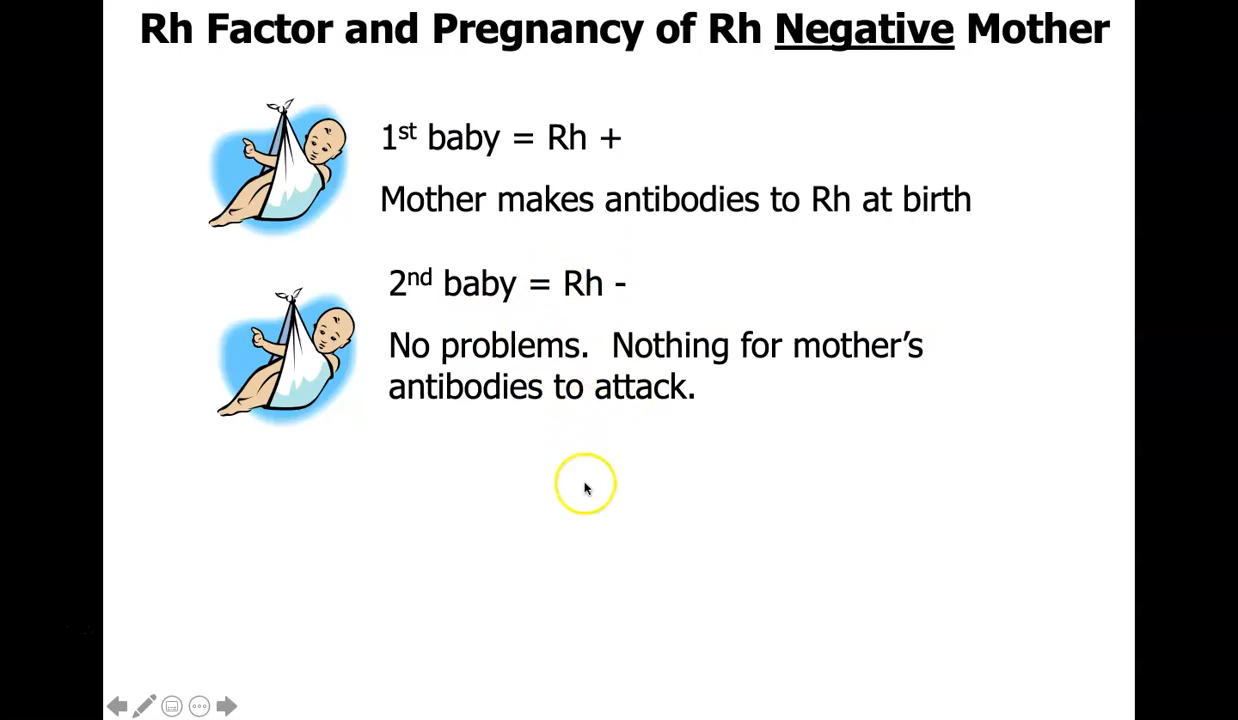 Rh Factor and Pregnancy of Rh Negative Mother
1st baby = Rh +
Mother makes antibodies to Rh at birth
2nd baby = Rh -
No problems.  Nothing for mother’s
antibodies to attack.